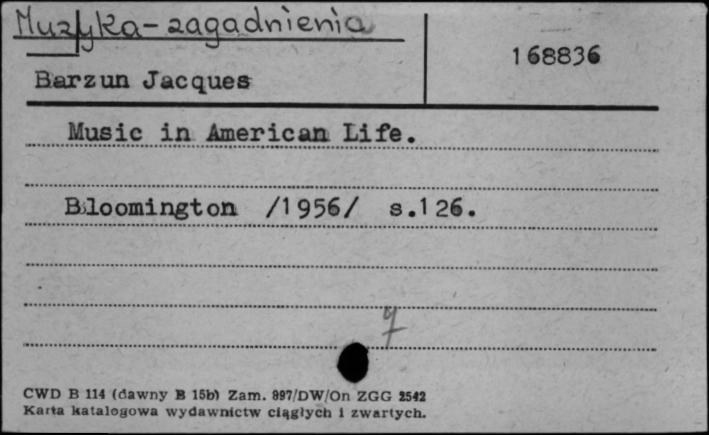 Muzyka-zagadnienia
168836
Barzun Jacques
Music in American Life.
Bloomington /1956/ s.126.
CWD B 114 (dawny B 15b) Zam. 897/DW/On ZGG 2542
Karta katalogowa wydawnictw ciągłych i zwartych.